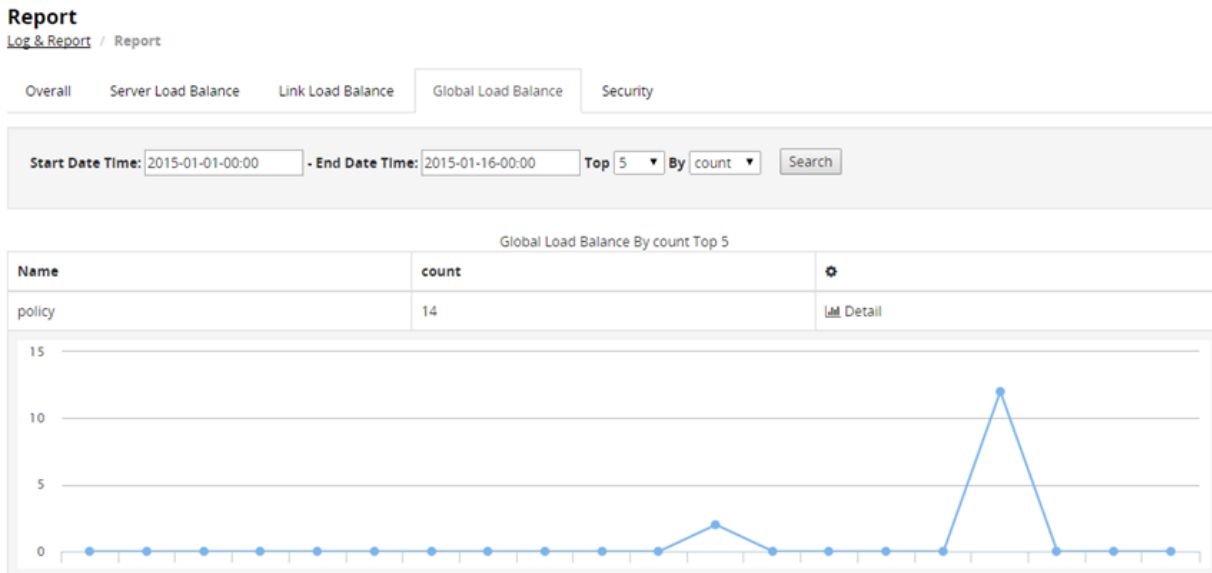 Report
Log & Report / Report
Overall Server Load Balance Link Load Balance Global Load Balance Security
Start Date Time: 2015-01-01-00:00 - End Date Time: 2015-01-16-00:00 Top 5 By count Search
Global Load Balance By count Top 5
Name count
policy 14 Detail
15
10
5
0